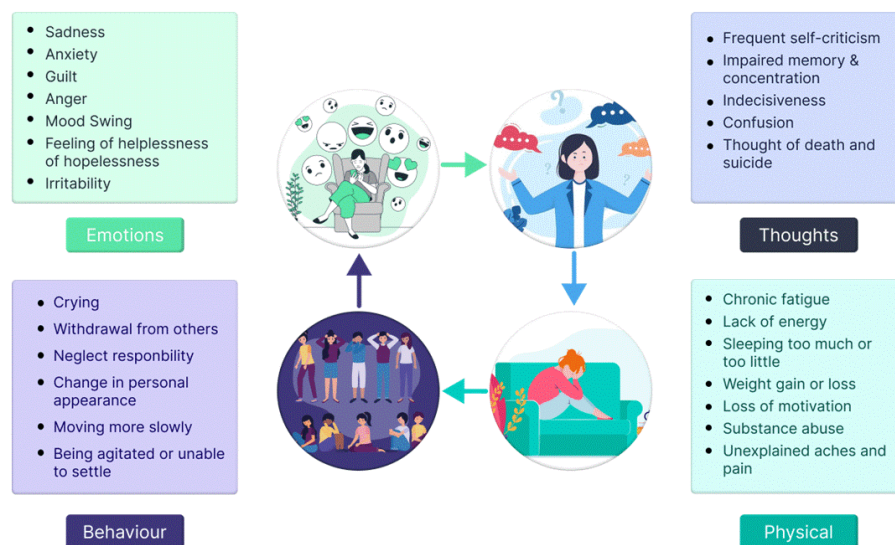 Sadness
Anxiety
Guilt
Anger
Mood Swing
Feeling of helplessness
of hopelessness
Irritability
Emotions
Frequent self-criticism
Impaired memory &
concentration
Indecisiveness
Confusion
Thought of death and
suicide
Thoughts
Crying
Withdrawal from others
Neglect responbility
Change in personal
appearance
Moving more slowly
Being agitated or unable
to settle
Behaviour
Chronic fatigue
Lack of energy
Sleeping too much or
too little
Weight gain or loss
Loss of motivation
Substance abuse
Unexplained aches and
pain
Physical